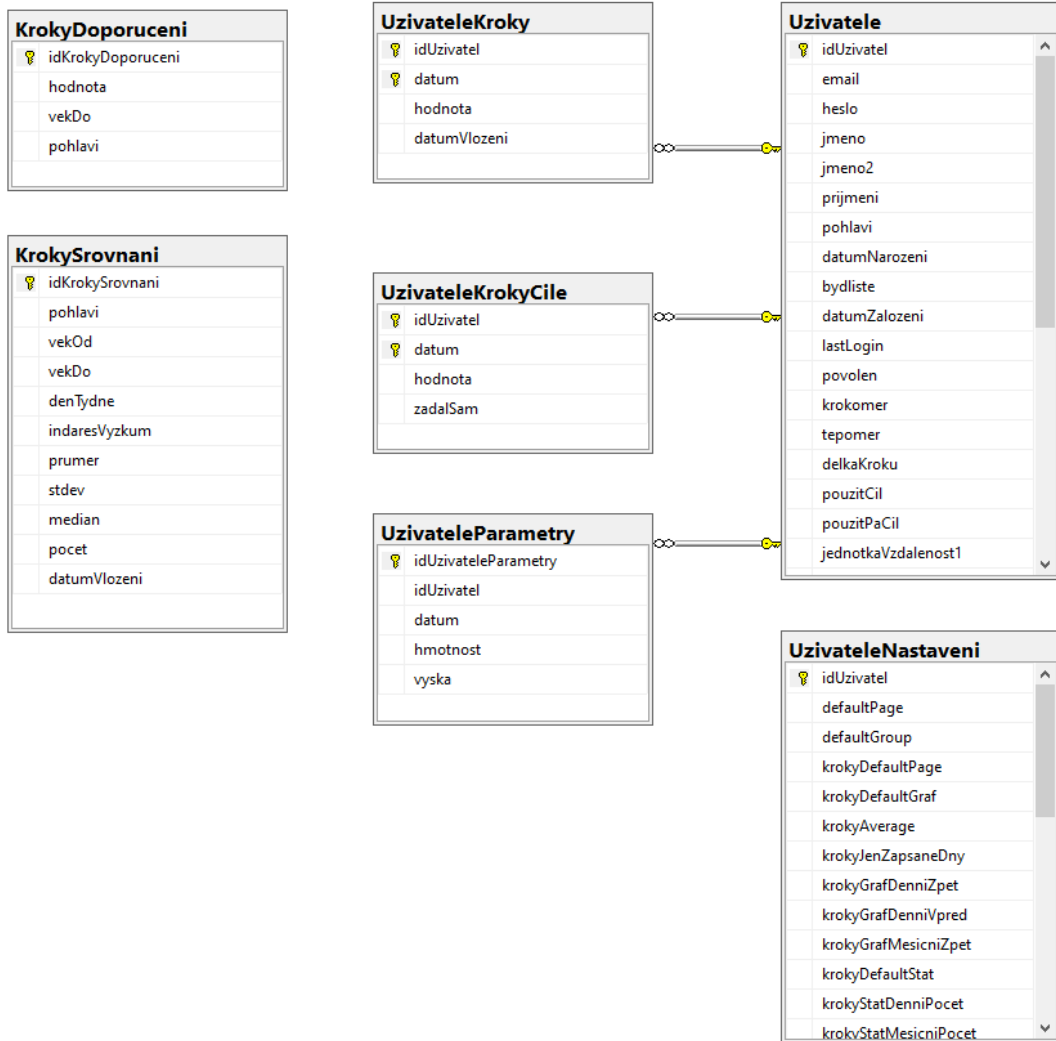 KrokyDoporuceni
idKrokyDoporuceni
hodnota
vekDo
pohlavi
KrokySrovnani
idKrokySrovnani
pohlavi
vekOd
vekDo
denTydne
indaresVyzkum
prumer
stdev
median
pocet
datumVlozeni
UzivateleKroky
idUzivatel
datum
hodnota
datumVlozeni
UzivateleKrokyCile
idUzivatel
datum
hodnota
zadalSam
UzivateleParametry
idUzivateleParametry
idUzivatel
datum
hmotnost
vyska
Uzivatele
idUzivatel
email
heslo
jmeno
jmeno2
prijmeni
pohlavi
datumNarozeni
bydliste
datumZalozeni
lastLogin
povolen
krokomer
tepomer
delkaKroku
pouzitCil
pouzitPaCil
jednotkaVzdalenost1
UzivateleNastaveni
idUzivatel
defaultPage
defaultGroup
krokyDefaultPage
krokyDefaultGraf
krokyAverage
krokyJenZapsaneDny
krokyGrafDenniZpet
krokyGrafDenniVpred
krokyGrafMesicniZpet
krokyDefaultStat
krokyStatDenniPocet
krokyStatMesicniPocet